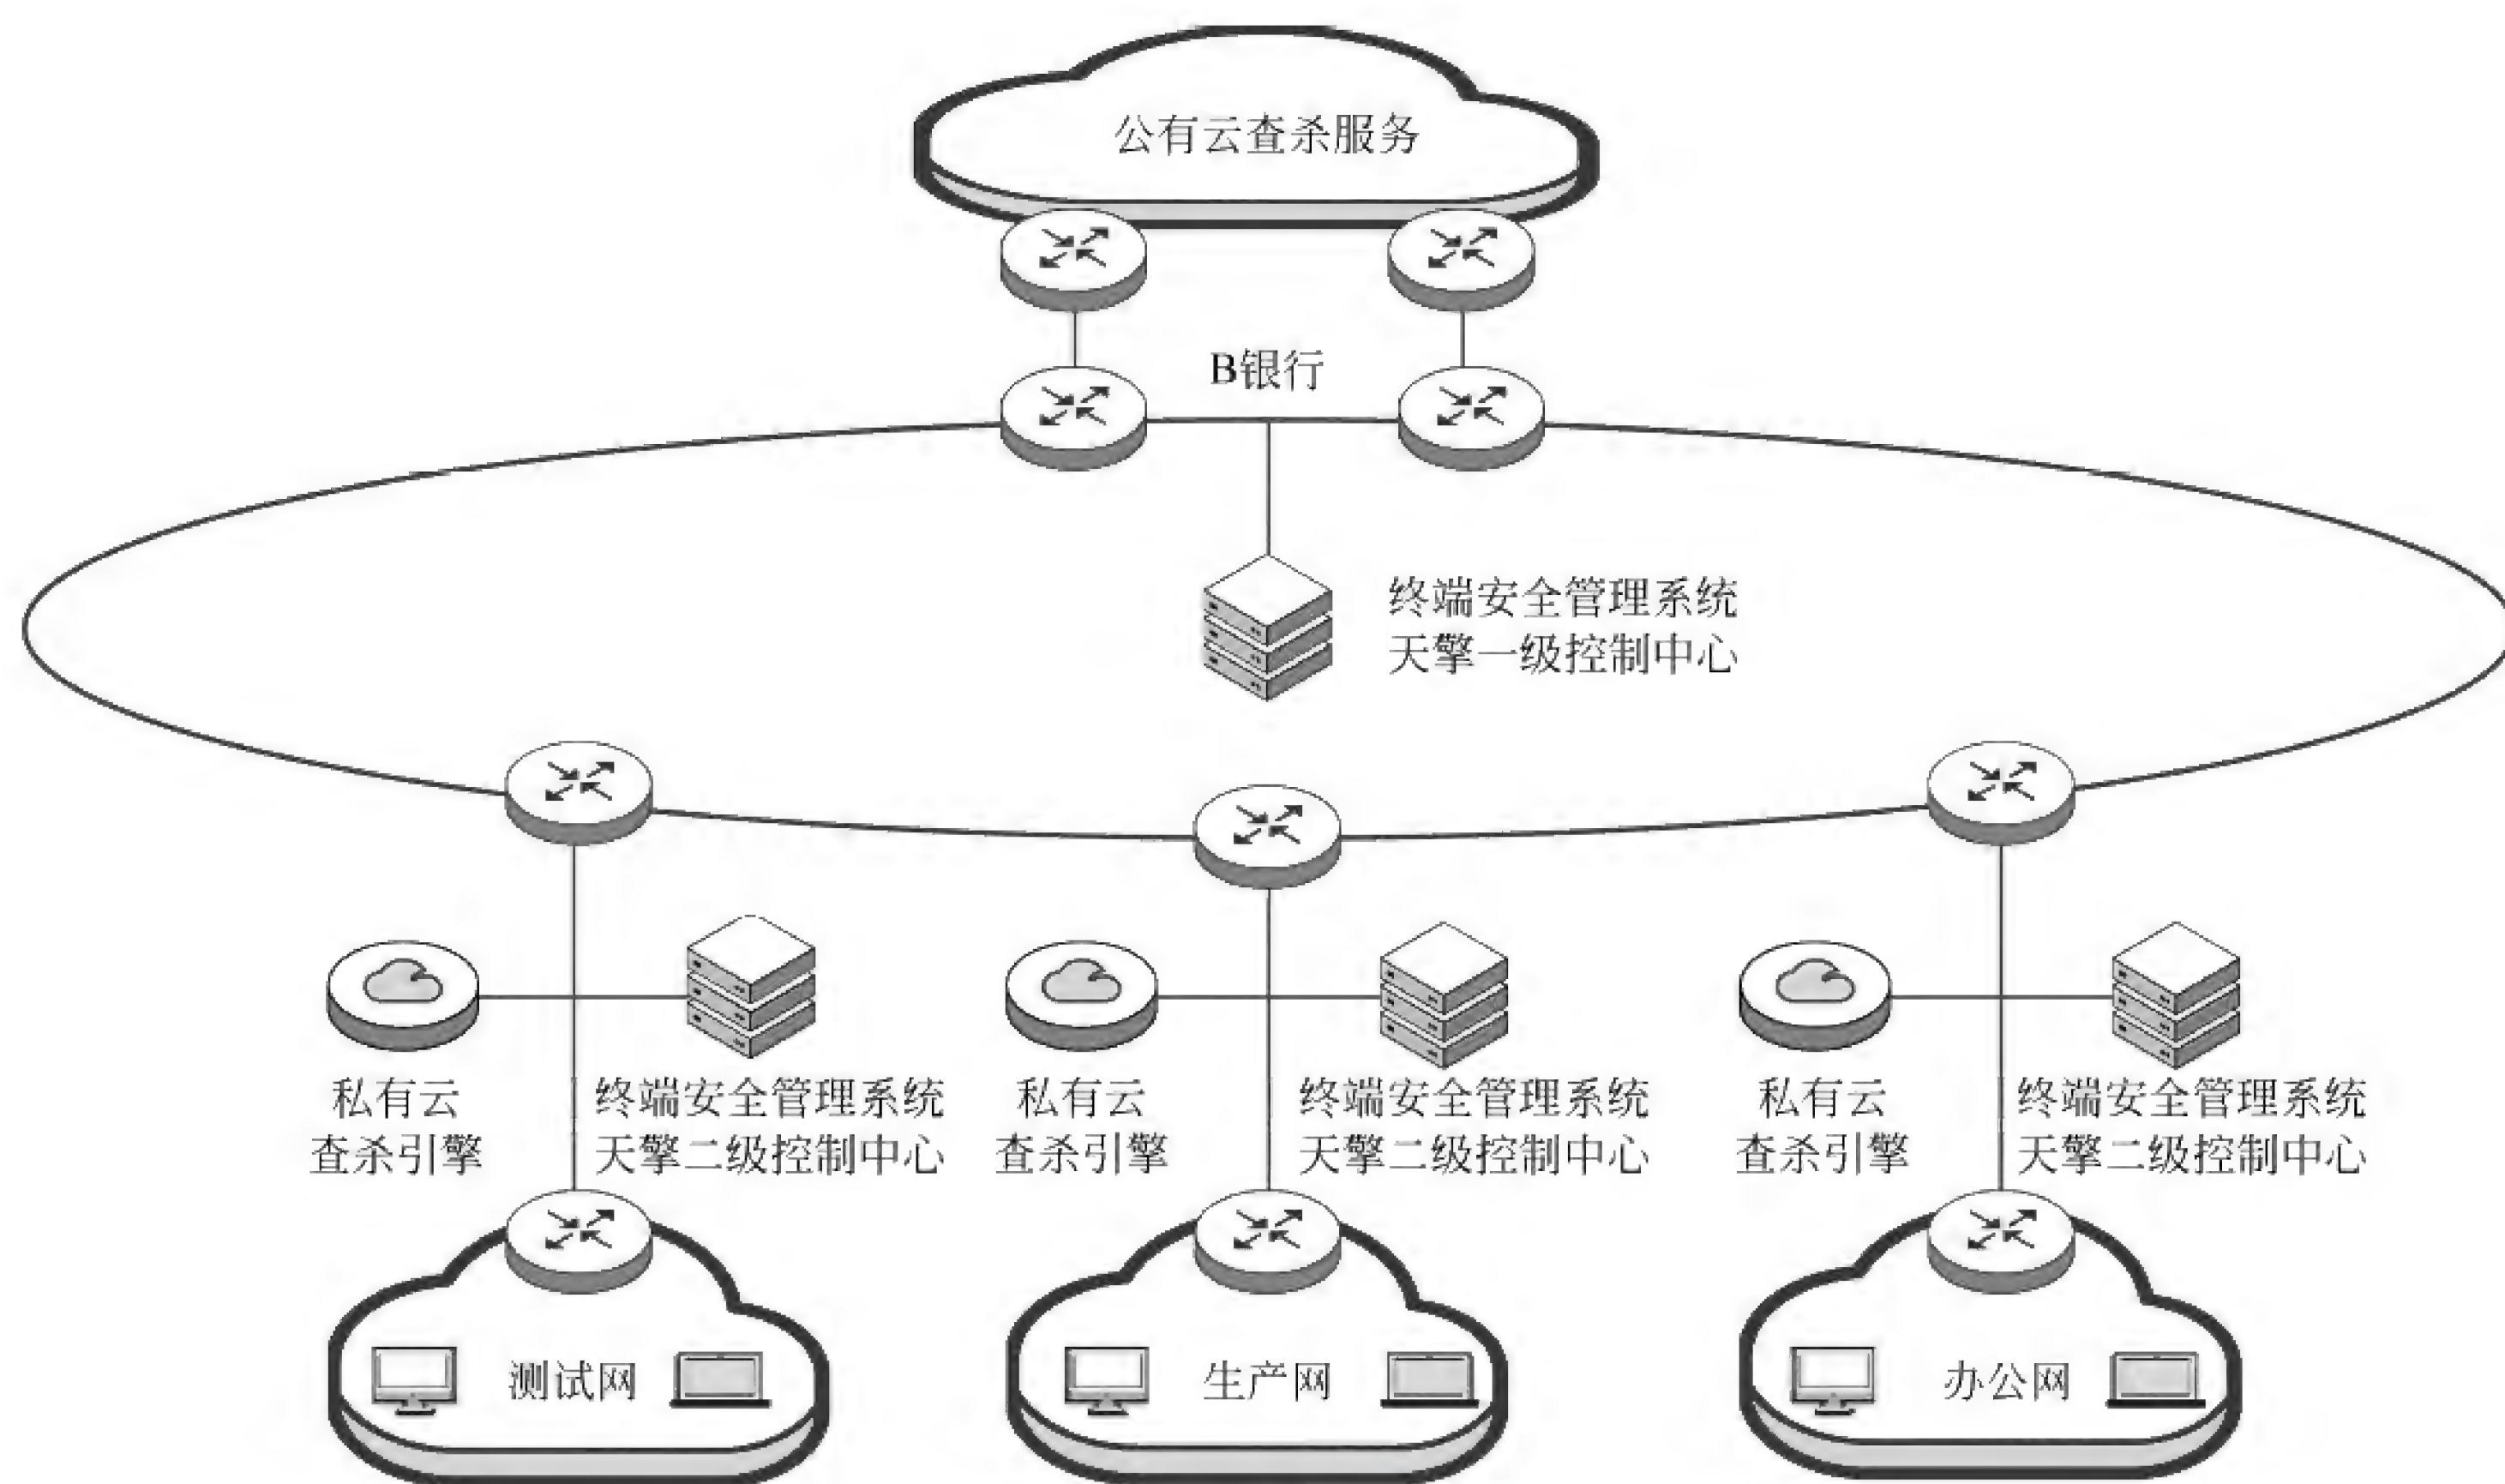 公有云查杀服务
B银行
终端安全管理系统
天擎一级控制中心
私有云
查杀引擎
终端安全管理系统
天擎二级控制中心
私有云
查杀引擎
终端安全管理系统
天擎二级控制中心
私有云
查杀引擎
终端安全管理系统
天擎二级控制中心
测试网
生产网
办公网